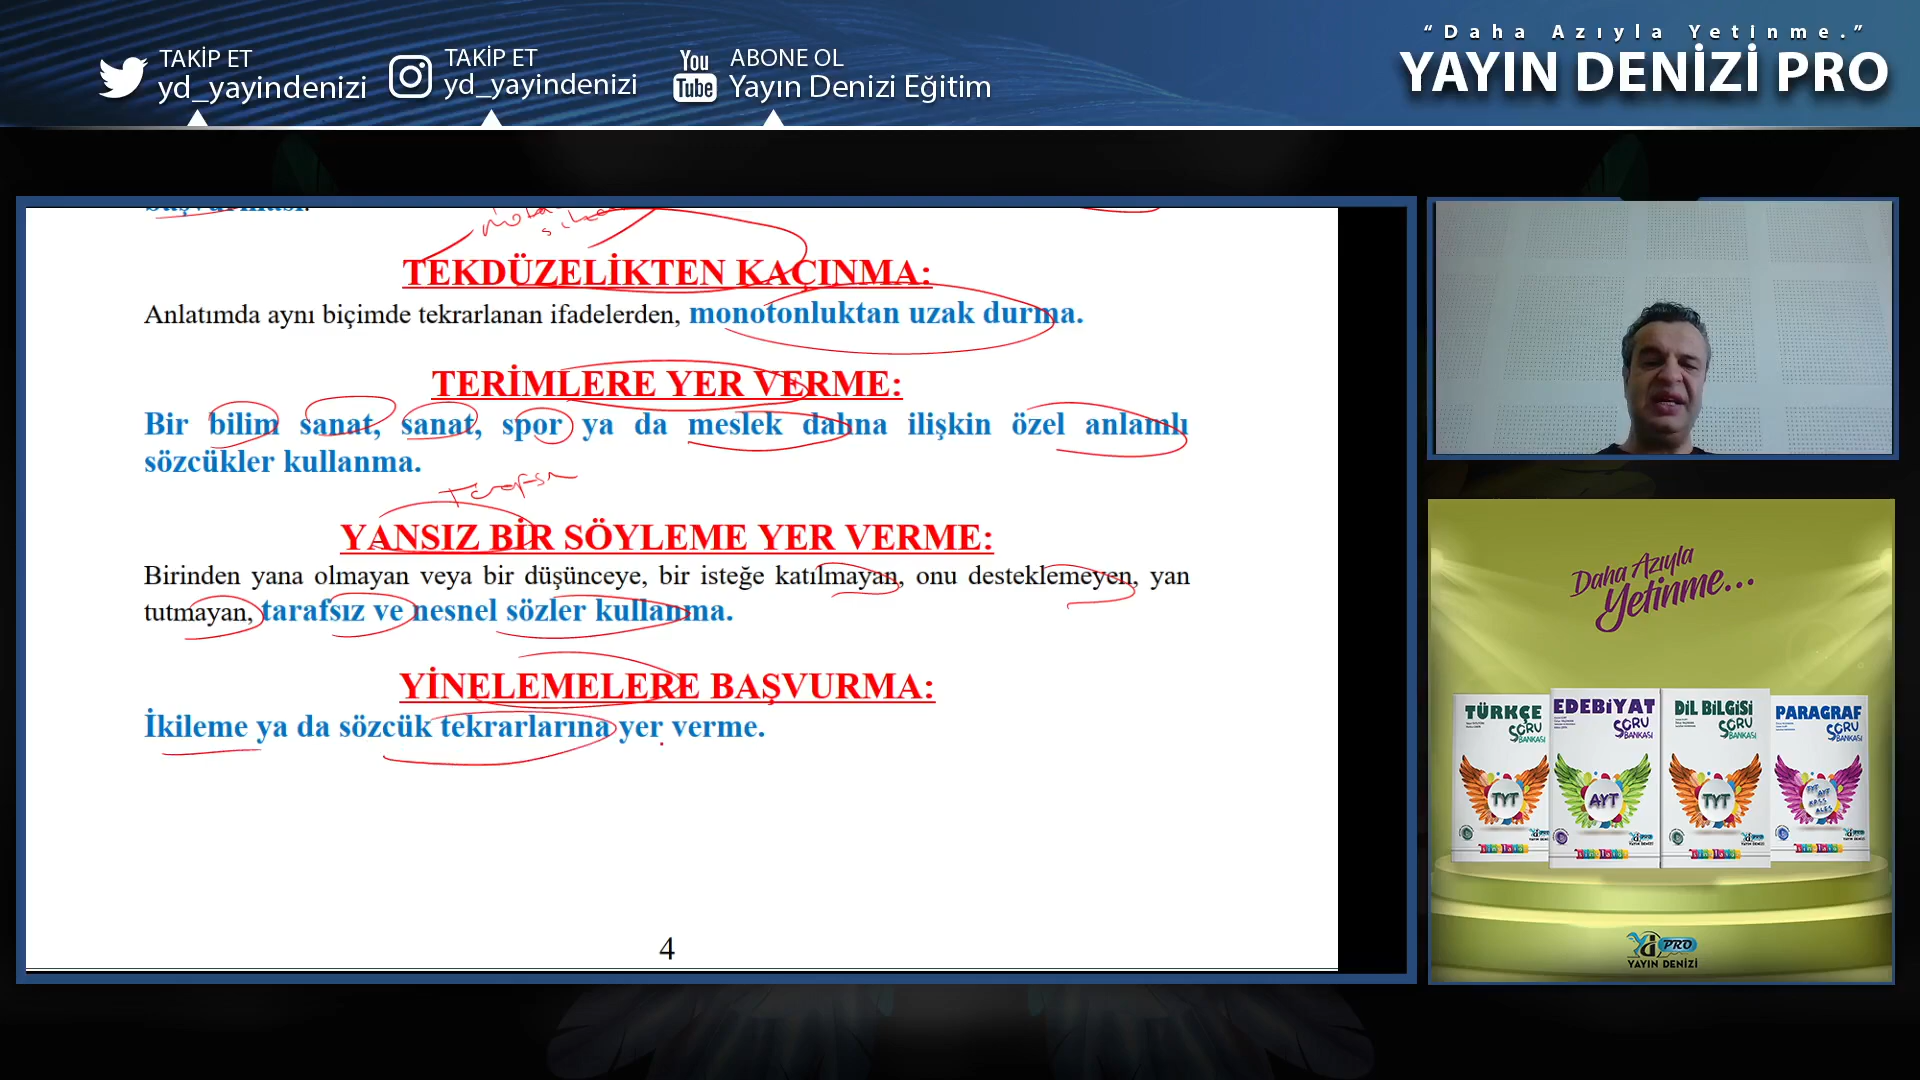 “Daha Azıyla Yetinme.”
YAYIN DENİZİ PRO
TAKİP ET
yd_yayindenizi
TAKİP ET
yd_yayindenizi
You
Tube
ABONE OL
Yayın Denizi Eğitim
başvurması.
TEKDÜZELİKTEN KAÇINMA:
Anlatımda aynı biçimde tekrarlanan ifadelerden, monotonluktan uzak durma.
TERİMLERE YER VERME:
Bir bilim sanat, sanat, spor ya da meslek dalına ilişkin özel anlamlı
sözcükler kullanma.
YANSIZ BİR SÖYLEME YER VERME:
Birinden yana olmayan veya bir düşünceye, bir isteğe katılmayan, onu desteklemeyen, yan
tutmayan, tarafsız ve nesnel sözler kullanma.
YİNELEMELERE BAŞVURMA:
İkileme ya da sözcük tekrarlarına yer verme.
4
Daha Azıyla
Yetinme...
TÜRKÇE
SORU
BANKASI
TYT
EDEBİYAT
SORU
BANKASI
AYT
DİL BİLGİSİ
SORU
BANKASI
TYT
PARAGRAF
SORU
BANKASI
PRO
YAYIN DENİZİ